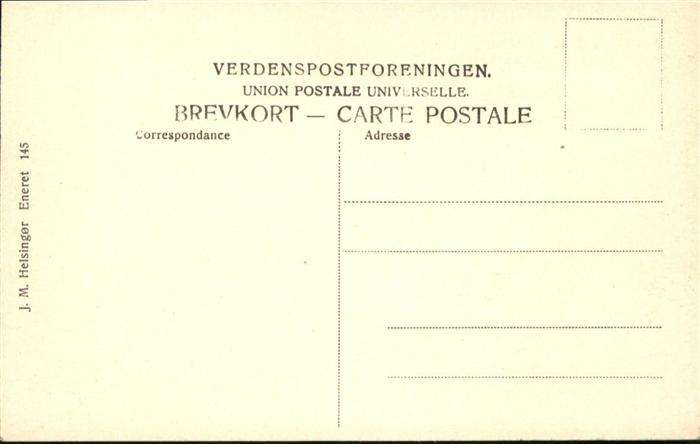 VERDENSPOSTFORENINGEN.
UNION POSTALE UNIVERSELLE.
BREVKORT — CARTE POSTALE
Correspondance
Adresse
J. M. Helsingør Eneret 145